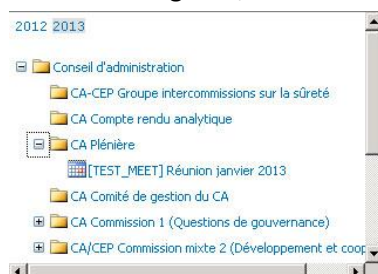 2012 2013
Conseil d'administration
CA-CEP Groupe intercommissions sur la sûreté
CA Compte rendu analytique
CA Plénière
[TEST_MEET] Réunion janvier 2013
CA Comité de gestion du CA
CA Commission 1 (Questions de gouvernance)
CA/CEP Commission mixte 2 (Développement et coop